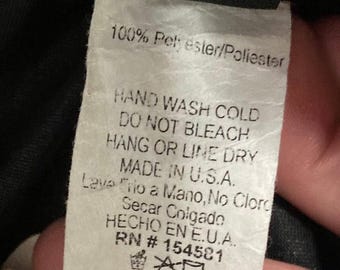 100% Polyester/Poliester
HAND WASH COLD
DO NOT BLEACH
HANG OR LINE DRY
MADE IN U.S.A.
Lave Frio a Mano, No Cloro
Secar Colgado
HECHO EN E.U.A.
RN # 154581